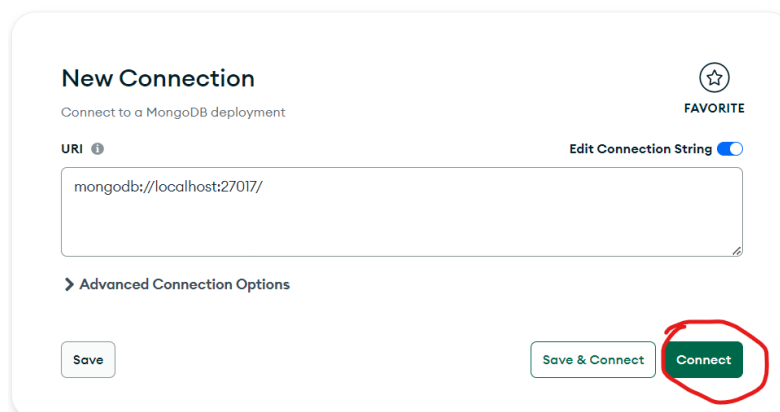 New Connection
Connect to a MongoDB deployment
FAVORITE
URI
Edit Connection String
mongodb://localhost:27017/
Advanced Connection Options
Save
Save & Connect
Connect